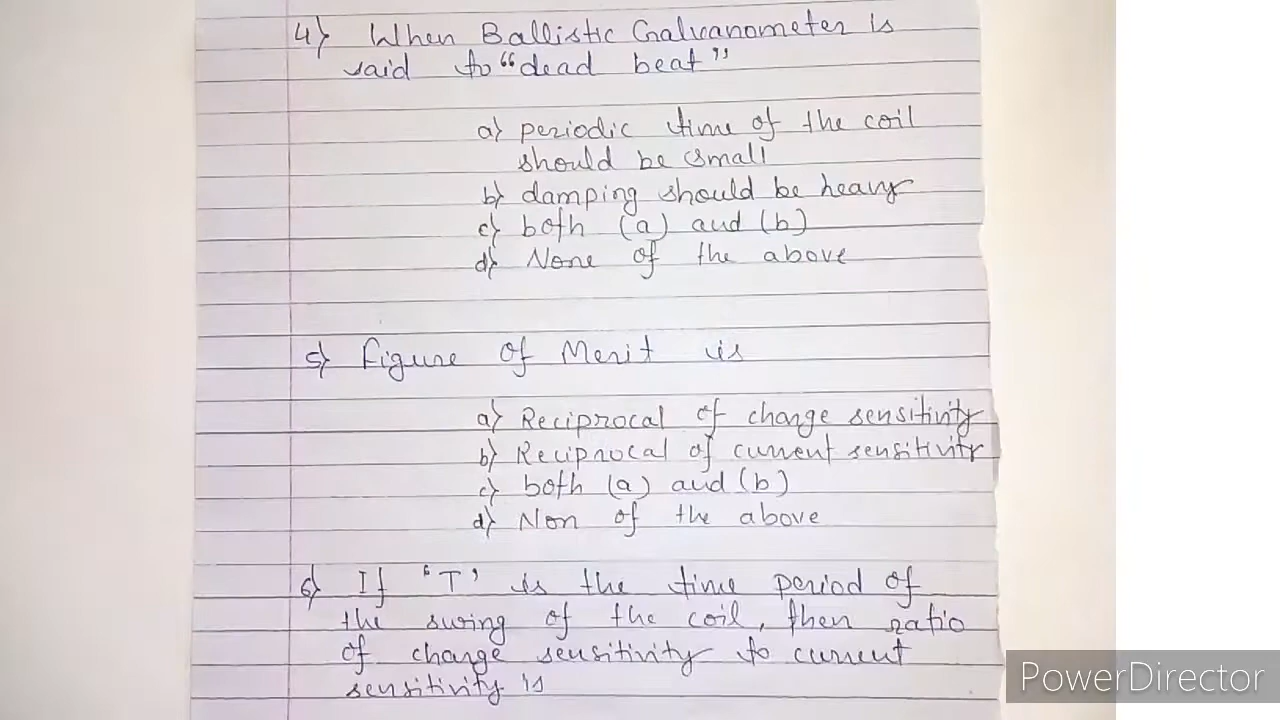 4) When Ballistic Galvanometer is
said to "dead beat"
a) periodic time of the coil
should be small
b) damping should be heavy
c) both (a) and (b)
d) None of the above
5) Figure of Merit is
a) Reciprocal of charge sensitivity
b) Reciprocal of current sensitivity
c) both (a) and (b)
d) Non of the above
6) If 'T' is the time period of
the swing of the coil, then ratio
of charge sensitivity to current
sensitivity is
PowerDirector